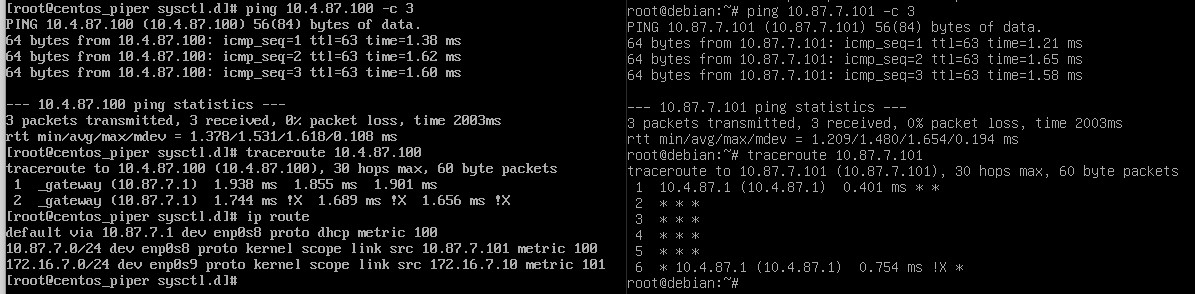 [root@centos_piper sysctl.d]# ping 10.4.87.100 -c 3
PING 10.4.87.100 (10.4.87.100) 56(84) bytes of data.
64 bytes from 10.4.87.100: icmp_seq=1 ttl=63 time=1.38 ms
64 bytes from 10.4.87.100: icmp_seq=2 ttl=63 time=1.62 ms
64 bytes from 10.4.87.100: icmp_seq=3 ttl=63 time=1.60 ms
--- 10.4.87.100 ping statistics ---
3 packets transmitted, 3 received, 0% packet loss, time 2003ms
rtt min/avg/max/mdev = 1.378/1.531/1.618/0.108 ms
[root@centos_piper sysctl.d]# traceroute 10.4.87.100
traceroute to 10.4.87.100 (10.4.87.100), 30 hops max, 60 byte packets
1 _gateway (10.87.7.1) 1.938 ms 1.855 ms 1.901 ms
2 _gateway (10.87.7.1) 1.744 ms !X 1.689 ms !X 1.656 ms !X
[root@centos_piper sysctl.d]# ip route
default via 10.87.7.1 dev enp0s8 proto dhcp metric 100
10.87.7.0/24 dev enp0s8 proto kernel scope link src 10.87.7.101 metric 100
172.16.7.0/24 dev enp0s9 proto kernel scope link src 172.16.7.10 metric 101
[root@centos_piper sysctl.d]#
root@debian:~# ping 10.87.7.101 -c 3
PING 10.87.7.101 (10.87.7.101) 56(84) bytes of data.
64 bytes from 10.87.7.101: icmp_seq=1 ttl=63 time=1.21 ms
64 bytes from 10.87.7.101: icmp_seq=2 ttl=63 time=1.65 ms
64 bytes from 10.87.7.101: icmp_seq=3 ttl=63 time=1.58 ms
--- 10.87.7.101 ping statistics ---
3 packets transmitted, 3 received, 0% packet loss, time 2003ms
rtt min/avg/max/mdev = 1.209/1.480/1.654/0.194 ms
root@debian:~# traceroute 10.87.7.101
traceroute to 10.87.7.101 (10.87.7.101), 30 hops max, 60 byte packets
1 10.4.87.1 (10.4.87.1) 0.401 ms * *
2 * * *
3 * * *
4 * * *
5 * * *
6 * 10.4.87.1 (10.4.87.1) 0.754 ms !X *
root@debian:~#